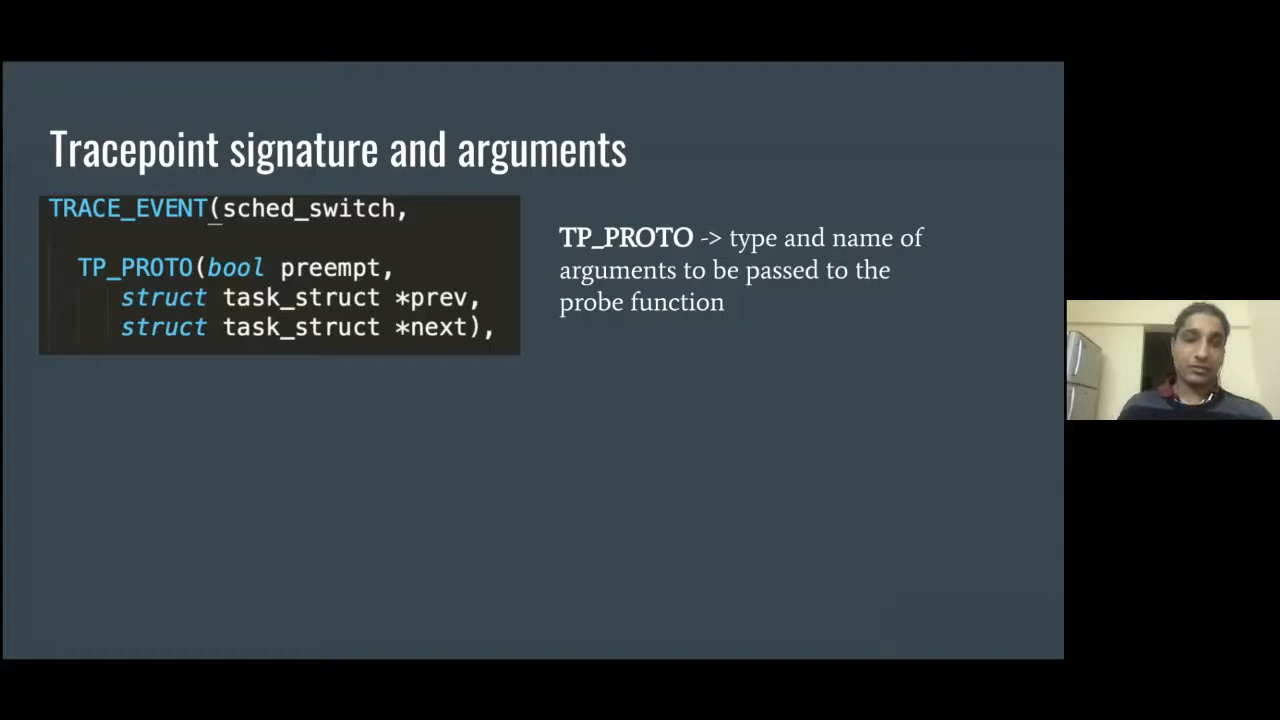 Tracepoint signature and arguments
TRACE_EVENT(sched_switch,
TP_PROTO(bool preempt,
struct task_struct *prev,
struct task_struct *next),
TP_PROTO -> type and name of
arguments to be passed to the
probe function